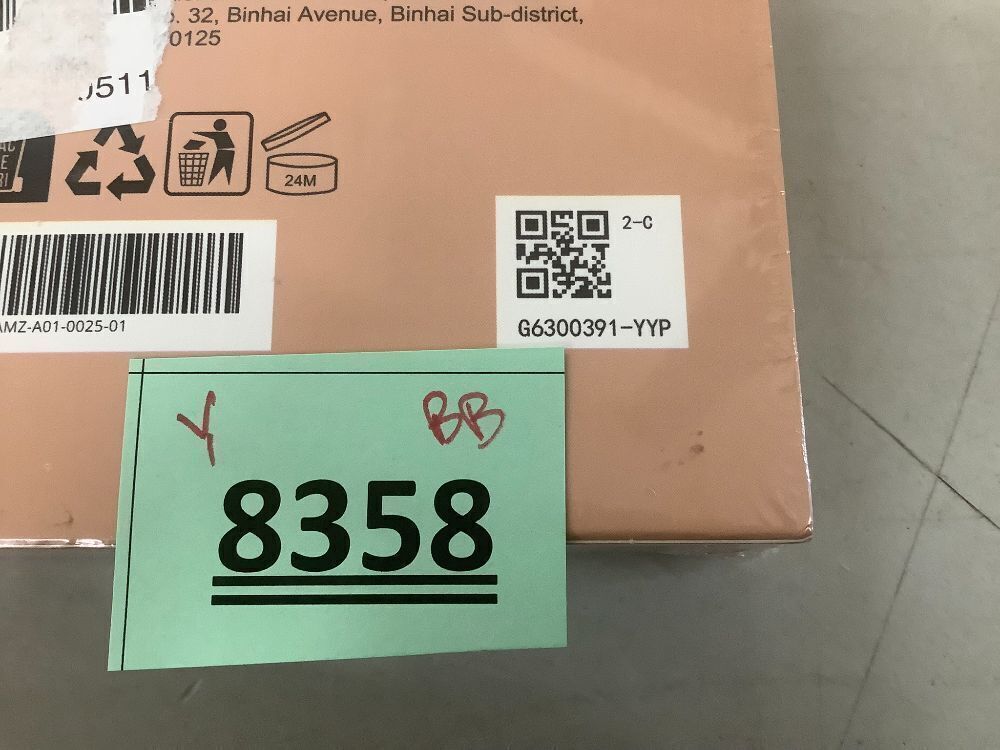 32, Binhai Avenue, Binhai Sub-district,
0125
0511
24M
2-C
G6300391-YYP
AMZ-A01-0025-01
Y BB
8358